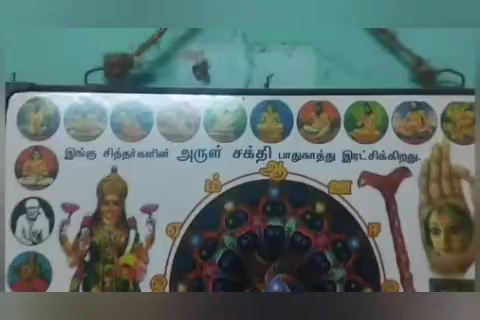 இங்கு சித்தர்களின் அருள் சக்தி பாதுகாத்து இரட்சிக்கிறது.
ஆ
ம்